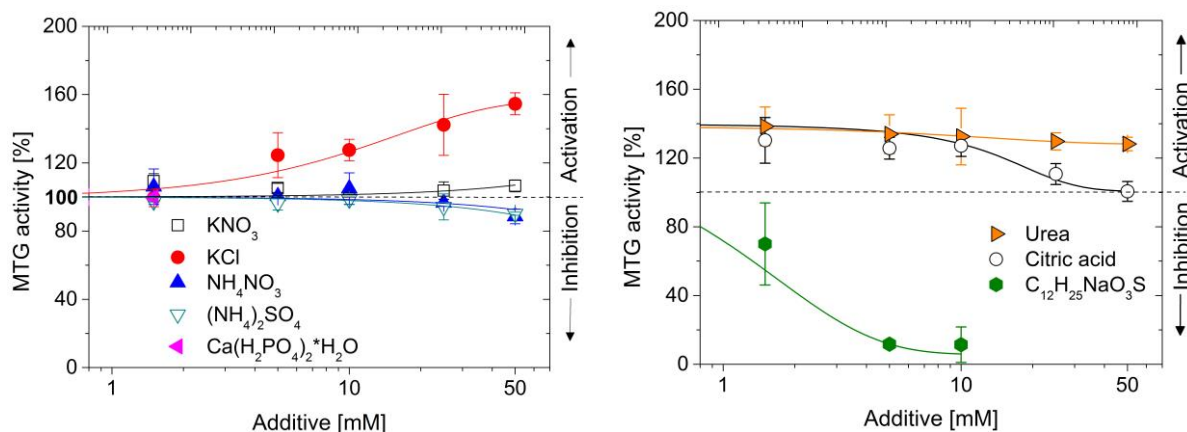 200
160
120
100
80
40
0
MTG activity [%]
Activation
Inhibition
KNO₃
KCl
NH₄NO₃
(NH₄)₂SO₄
Ca(H₂PO₄)₂*H₂O
1
10
50
Additive [mM]
200
160
120
80
40
0
MTG activity [%]
Activation
Inhibition
Urea
Citric acid
C₁₂H₂₅NaO₃S
1
10
50
Additive [mM]